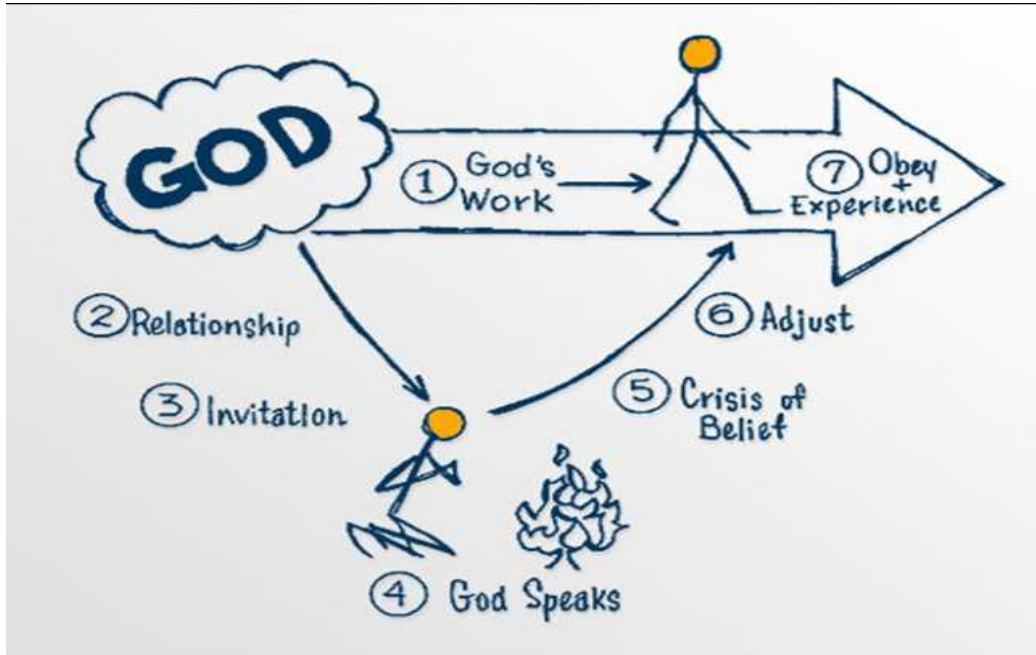 GOD
1 God's
Work
7 Obey
+
Experience
2 Relationship
3 Invitation
4 God Speaks
5 Crisis of
Belief
6 Adjust